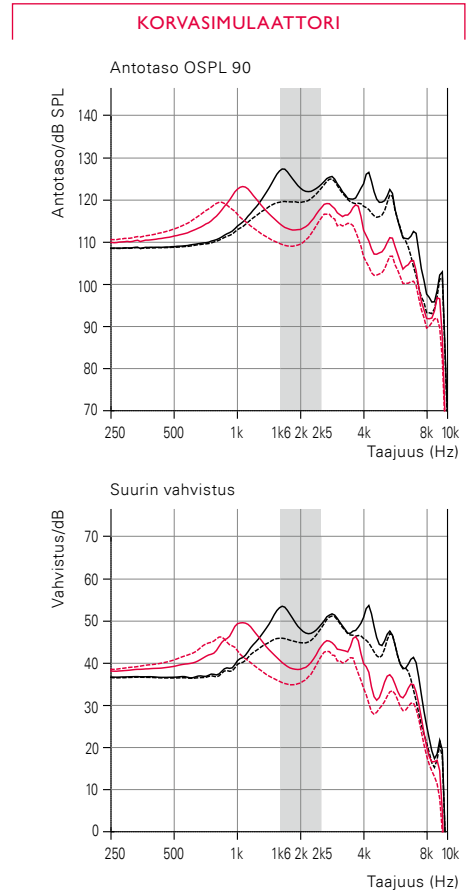 KORVASIMULAATTORI
Antotaso OSPL 90
Antotaso/dB SPL
140
130
120
110
100
90
80
70
250 500 1k 1k6 2k 2k5 4k 8k 10k
Taajuus (Hz)
Suurin vahvistus
Vahvistus/dB
70
60
50
40
30
20
10
0
250 500 1k 1k6 2k 2k5 4k 8k 10k
Taajuus (Hz)